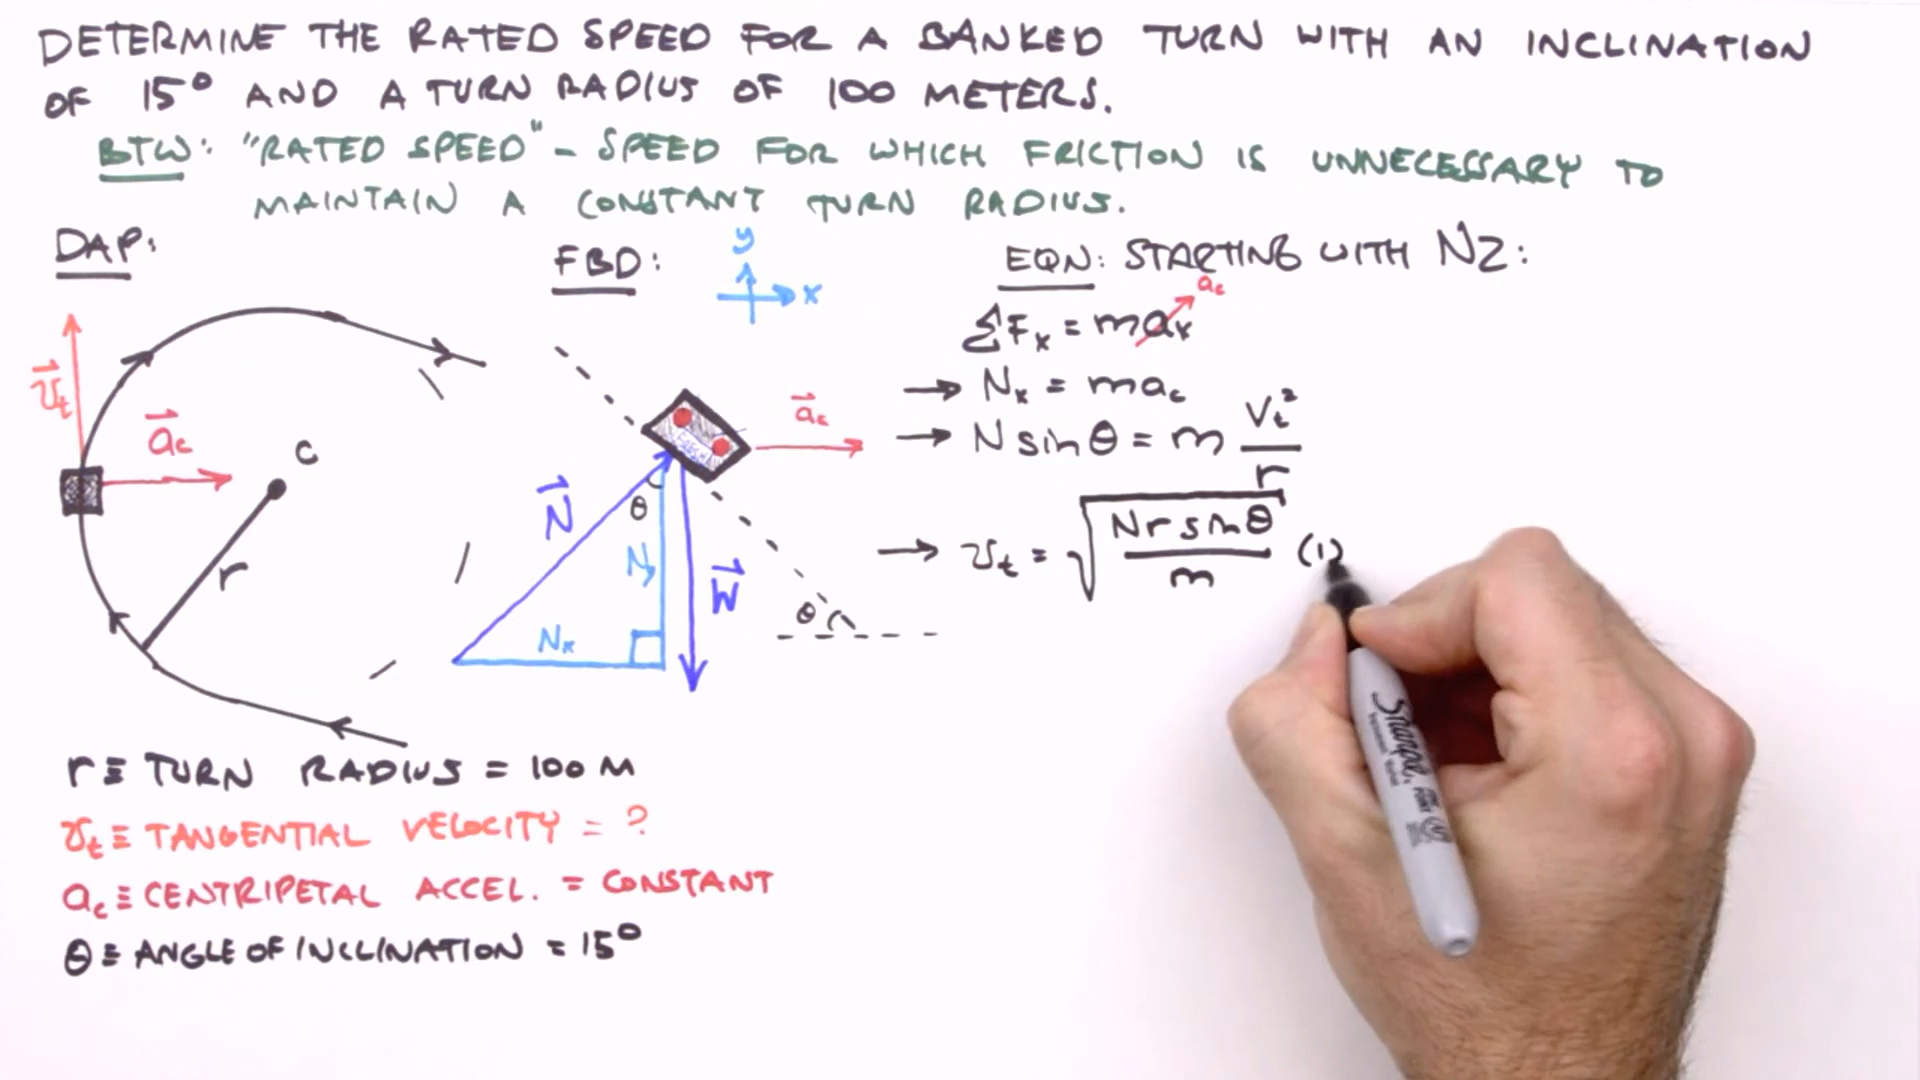 DETERMINE THE RATED SPEED FOR A BANKED TURN WITH AN INCLINATION
OF 15° AND A TURN RADIUS OF 100 METERS.
BTW: "RATED SPEED" - SPEED FOR WHICH FRICTION IS UNNECESSARY TO
MAINTAIN A CONSTANT TURN RADIUS.
DAP:
v⃗t
a⃗c
c
r
r ≡ TURN RADIUS = 100 M
vt ≡ TANGENTIAL VELOCITY = ?
ac ≡ CENTRIPETAL ACCEL. = CONSTANT
θ ≡ ANGLE OF INCLINATION = 15°
FBD:
y
x
a⃗c
N⃗
θ
Ny
W⃗
Nx
θ
EQN: STARTING WITH N2:
ΣFx = max ac
→ Nx = mac
→ N sin θ = m Vt²/r
→ vt = √(Nr sin θ / m) (1)
Sharpie.